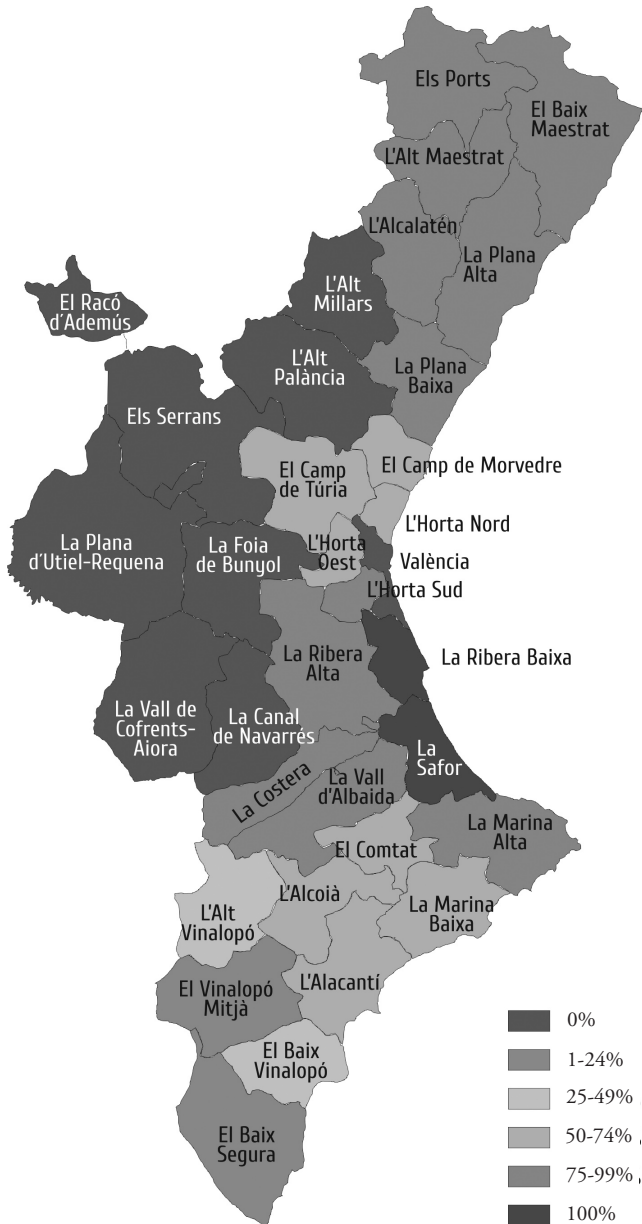 Els Ports
El Baix
Maestrat
L'Alt Maestrat
L'Alcalatén
La Plana
Alta
L'Alt
Millars
El Racó
d´Ademús
L'Alt
Palància
La Plana
Baixa
Els Serrans
El Camp
de Túria
El Camp de Morvedre
L'Horta Nord
La Plana
d´Utiel-Requena
La Foia
de Bunyol
L'Horta
Oest
València
L'Horta Sud
La Ribera
Alta
La Ribera Baixa
La Vall de
Cofrents-
Aiora
La Canal
de Navarrés
La
Safor
La Costera
La Vall
d'Albaida
La Marina
Alta
El Comtat
L'Alcoià
La Marina
Baixa
L'Alt
Vinalopó
L'Alacantí
El Vinalopó
Mitjà
El Baix
Vinalopó
El Baix
Segura
0%
1-24%
25-49%
50-74%
75-99%
100%